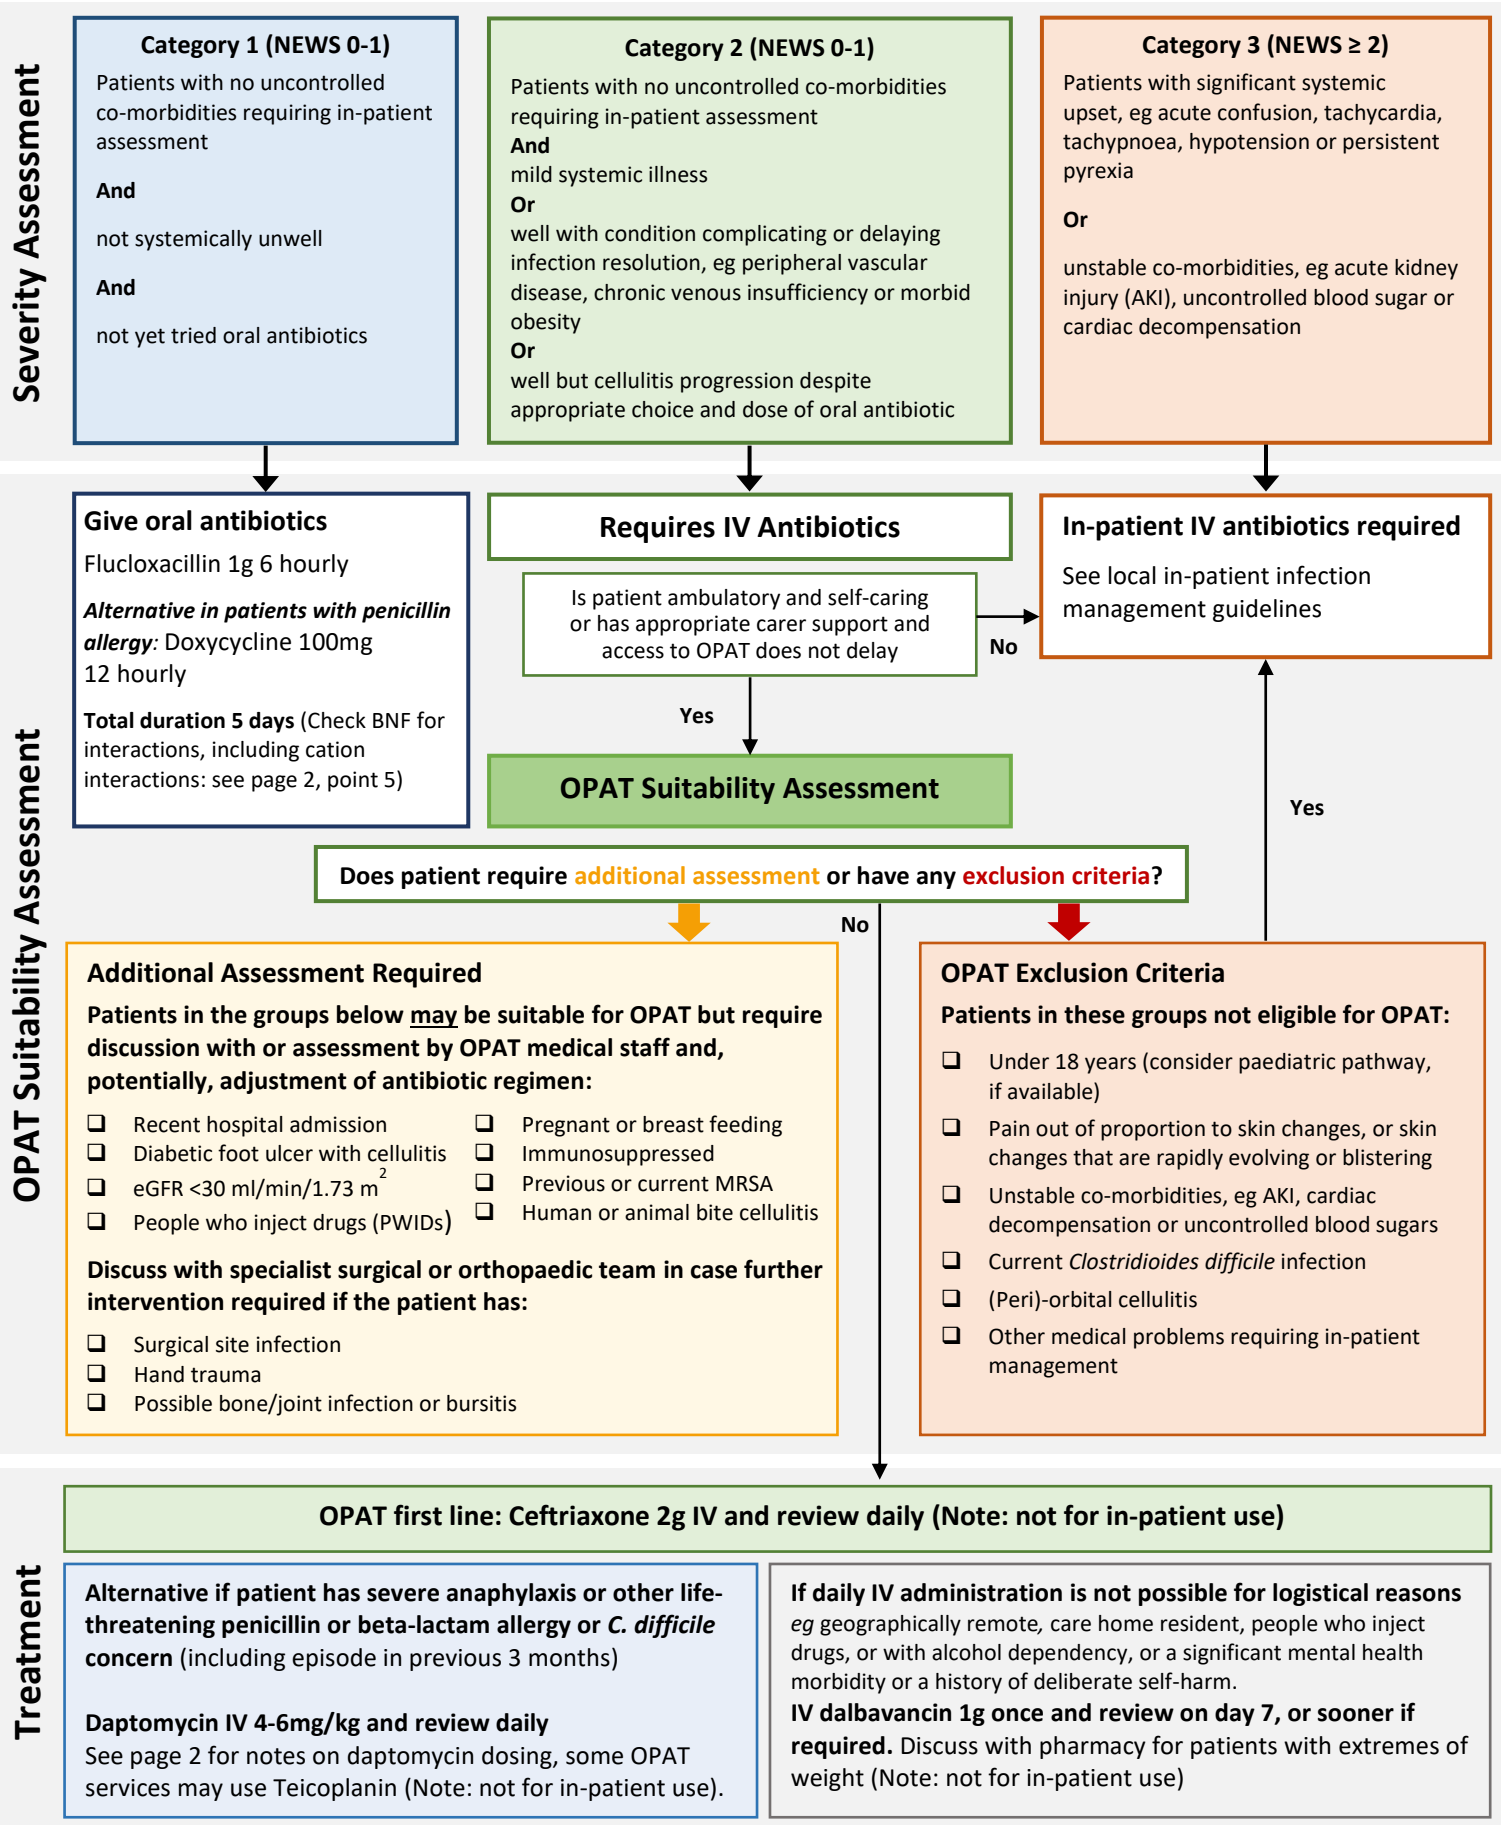 Severity Assessment
Category 1 (NEWS 0-1)
Patients with no uncontrolled
co-morbidities requiring in-patient
assessment
And
not systemically unwell
And
not yet tried oral antibiotics
Category 2 (NEWS 0-1)
Patients with no uncontrolled co-morbidities
requiring in-patient assessment
And
mild systemic illness
Or
well with condition complicating or delaying
infection resolution, eg peripheral vascular
disease, chronic venous insufficiency or morbid
obesity
Or
well but cellulitis progression despite
appropriate choice and dose of oral antibiotic
Category 3 (NEWS ≥ 2)
Patients with significant systemic
upset, eg acute confusion, tachycardia,
tachypnoea, hypotension or persistent
pyrexia
Or
unstable co-morbidities, eg acute kidney
injury (AKI), uncontrolled blood sugar or
cardiac decompensation
OPAT Suitability Assessment
Give oral antibiotics
Flucloxacillin 1g 6 hourly
Alternative in patients with penicillin
allergy: Doxycycline 100mg
12 hourly
Total duration 5 days (Check BNF for
interactions, including cation
interactions: see page 2, point 5)
Requires IV Antibiotics
Is patient ambulatory and self-caring
or has appropriate carer support and
access to OPAT does not delay
No
Yes
In-patient IV antibiotics required
See local in-patient infection
management guidelines
OPAT Suitability Assessment
Yes
Does patient require additional assessment or have any exclusion criteria?
No
Additional Assessment Required
Patients in the groups below may be suitable for OPAT but require
discussion with or assessment by OPAT medical staff and,
potentially, adjustment of antibiotic regimen:
❑ Recent hospital admission
❑ Diabetic foot ulcer with cellulitis
❑ eGFR <30 ml/min/1.73 m²
❑ People who inject drugs (PWIDs)
❑ Pregnant or breast feeding
❑ Immunosuppressed
❑ Previous or current MRSA
❑ Human or animal bite cellulitis
Discuss with specialist surgical or orthopaedic team in case further
intervention required if the patient has:
❑ Surgical site infection
❑ Hand trauma
❑ Possible bone/joint infection or bursitis
OPAT Exclusion Criteria
Patients in these groups not eligible for OPAT:
❑ Under 18 years (consider paediatric pathway,
if available)
❑ Pain out of proportion to skin changes, or skin
changes that are rapidly evolving or blistering
❑ Unstable co-morbidities, eg AKI, cardiac
decompensation or uncontrolled blood sugars
❑ Current Clostridioides difficile infection
❑ (Peri)-orbital cellulitis
❑ Other medical problems requiring in-patient
management
Treatment
OPAT first line: Ceftriaxone 2g IV and review daily (Note: not for in-patient use)
Alternative if patient has severe anaphylaxis or other life-
threatening penicillin or beta-lactam allergy or C. difficile
concern (including episode in previous 3 months)
Daptomycin IV 4-6mg/kg and review daily
See page 2 for notes on daptomycin dosing, some OPAT
services may use Teicoplanin (Note: not for in-patient use).
If daily IV administration is not possible for logistical reasons
eg geographically remote, care home resident, people who inject
drugs, or with alcohol dependency, or a significant mental health
morbidity or a history of deliberate self-harm.
IV dalbavancin 1g once and review on day 7, or sooner if
required. Discuss with pharmacy for patients with extremes of
weight (Note: not for in-patient use)